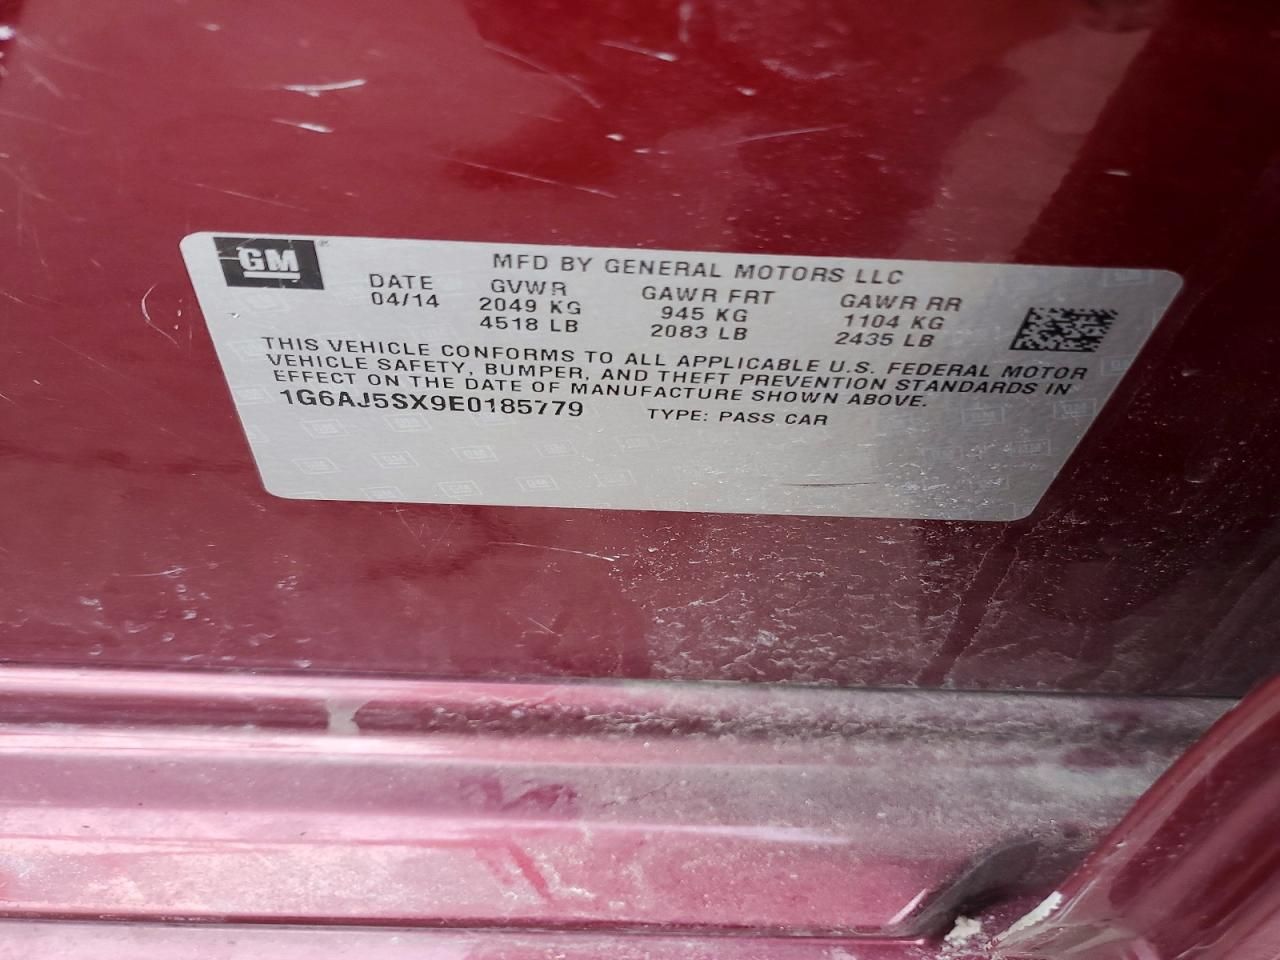 GM
MFD BY GENERAL MOTORS LLC
DATE GVWR GAWR FRT GAWR RR
04/14 2049 KG 945 KG 1104 KG
4518 LB 2083 LB 2435 LB
THIS VEHICLE CONFORMS TO ALL APPLICABLE U.S. FEDERAL MOTOR
VEHICLE SAFETY, BUMPER, AND THEFT PREVENTION STANDARDS IN
EFFECT ON THE DATE OF MANUFACTURE SHOWN ABOVE.
1G6AJ5SX9E0185779 TYPE: PASS CAR